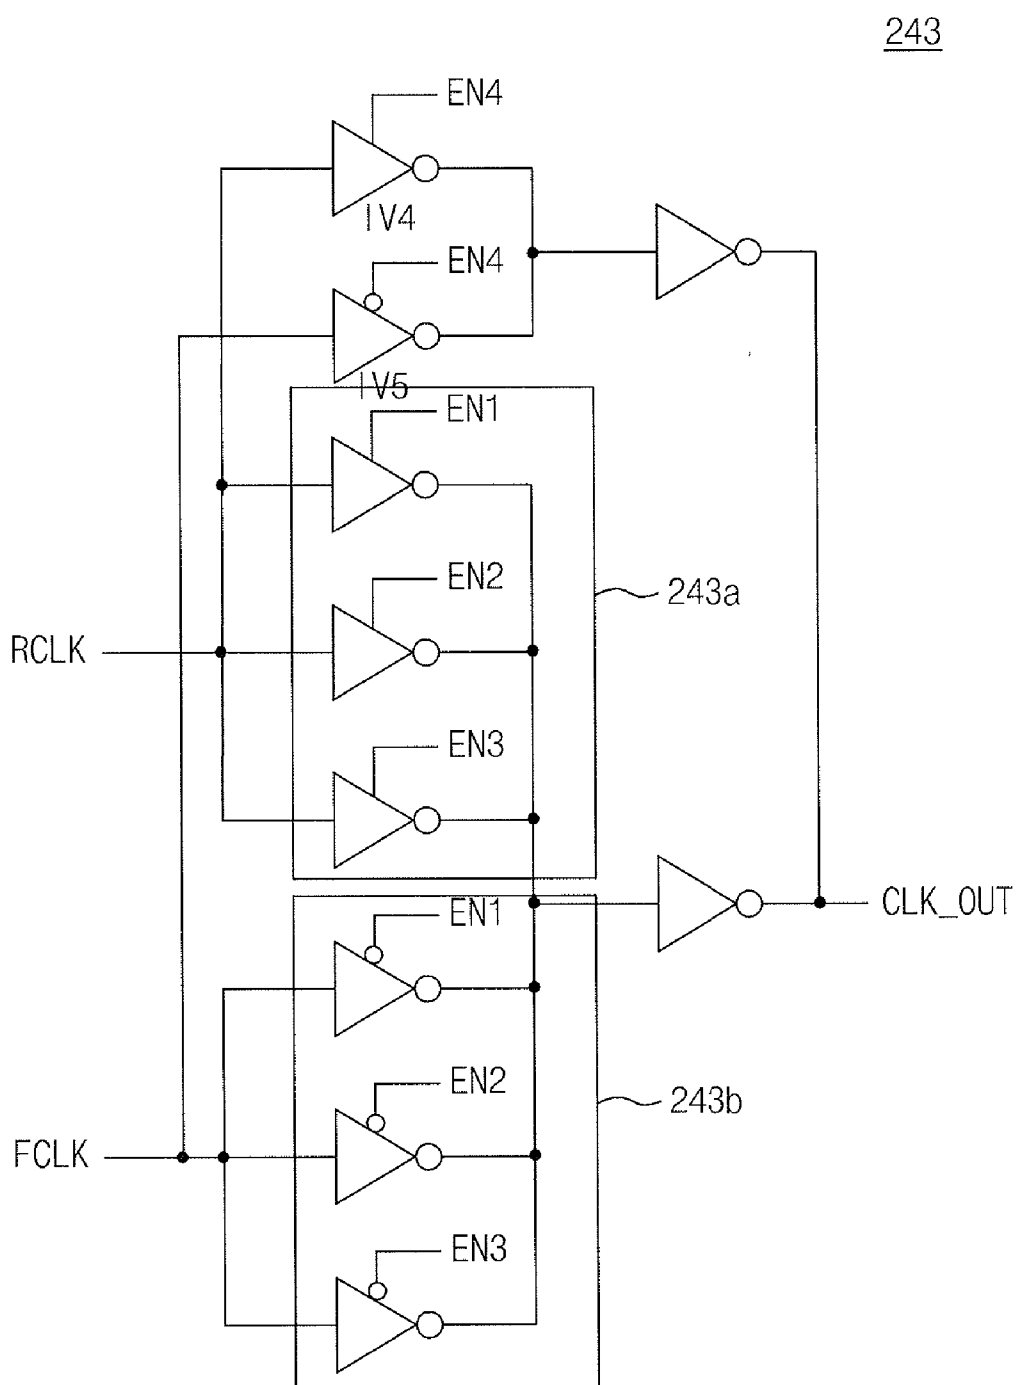 243
EN4
IV4
EN4
IV5
EN1
EN2
243a
RCLK
EN3
CLK_OUT
EN1
EN2
243b
FCLK
EN3